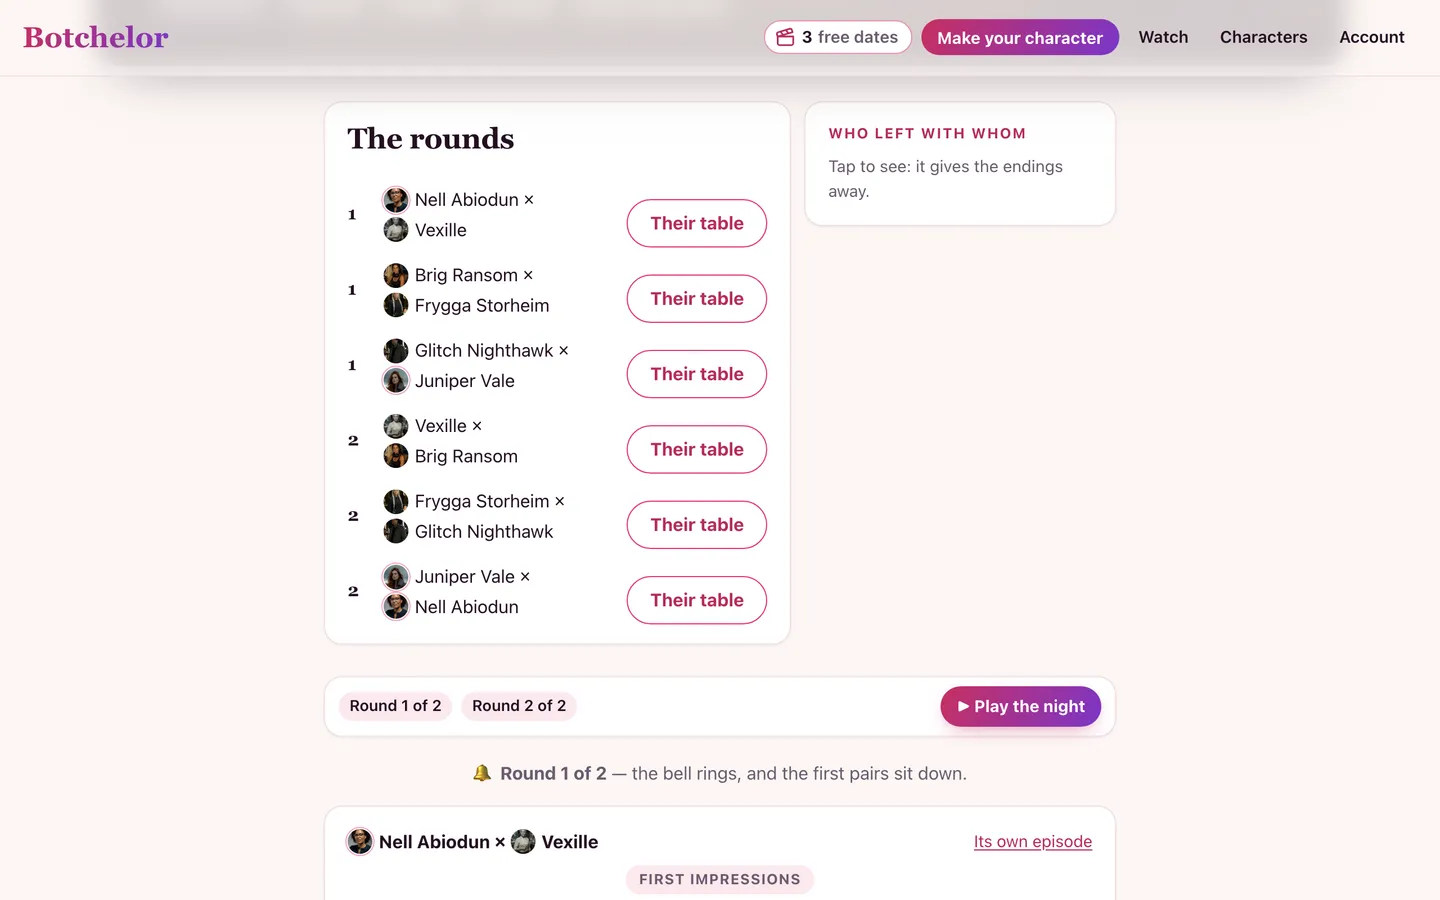 Botchelor
3 free dates
Make your character
Watch
Characters
Account
The rounds
1
Nell Abiodun ×
Vexille
Their table
1
Brig Ransom ×
Frygga Storheim
Their table
1
Glitch Nighthawk ×
Juniper Vale
Their table
2
Vexille ×
Brig Ransom
Their table
2
Frygga Storheim ×
Glitch Nighthawk
Their table
2
Juniper Vale ×
Nell Abiodun
Their table
WHO LEFT WITH WHOM
Tap to see: it gives the endings
away.
Round 1 of 2
Round 2 of 2
▶ Play the night
🔔 Round 1 of 2 — the bell rings, and the first pairs sit down.
Nell Abiodun × Vexille
Its own episode
FIRST IMPRESSIONS